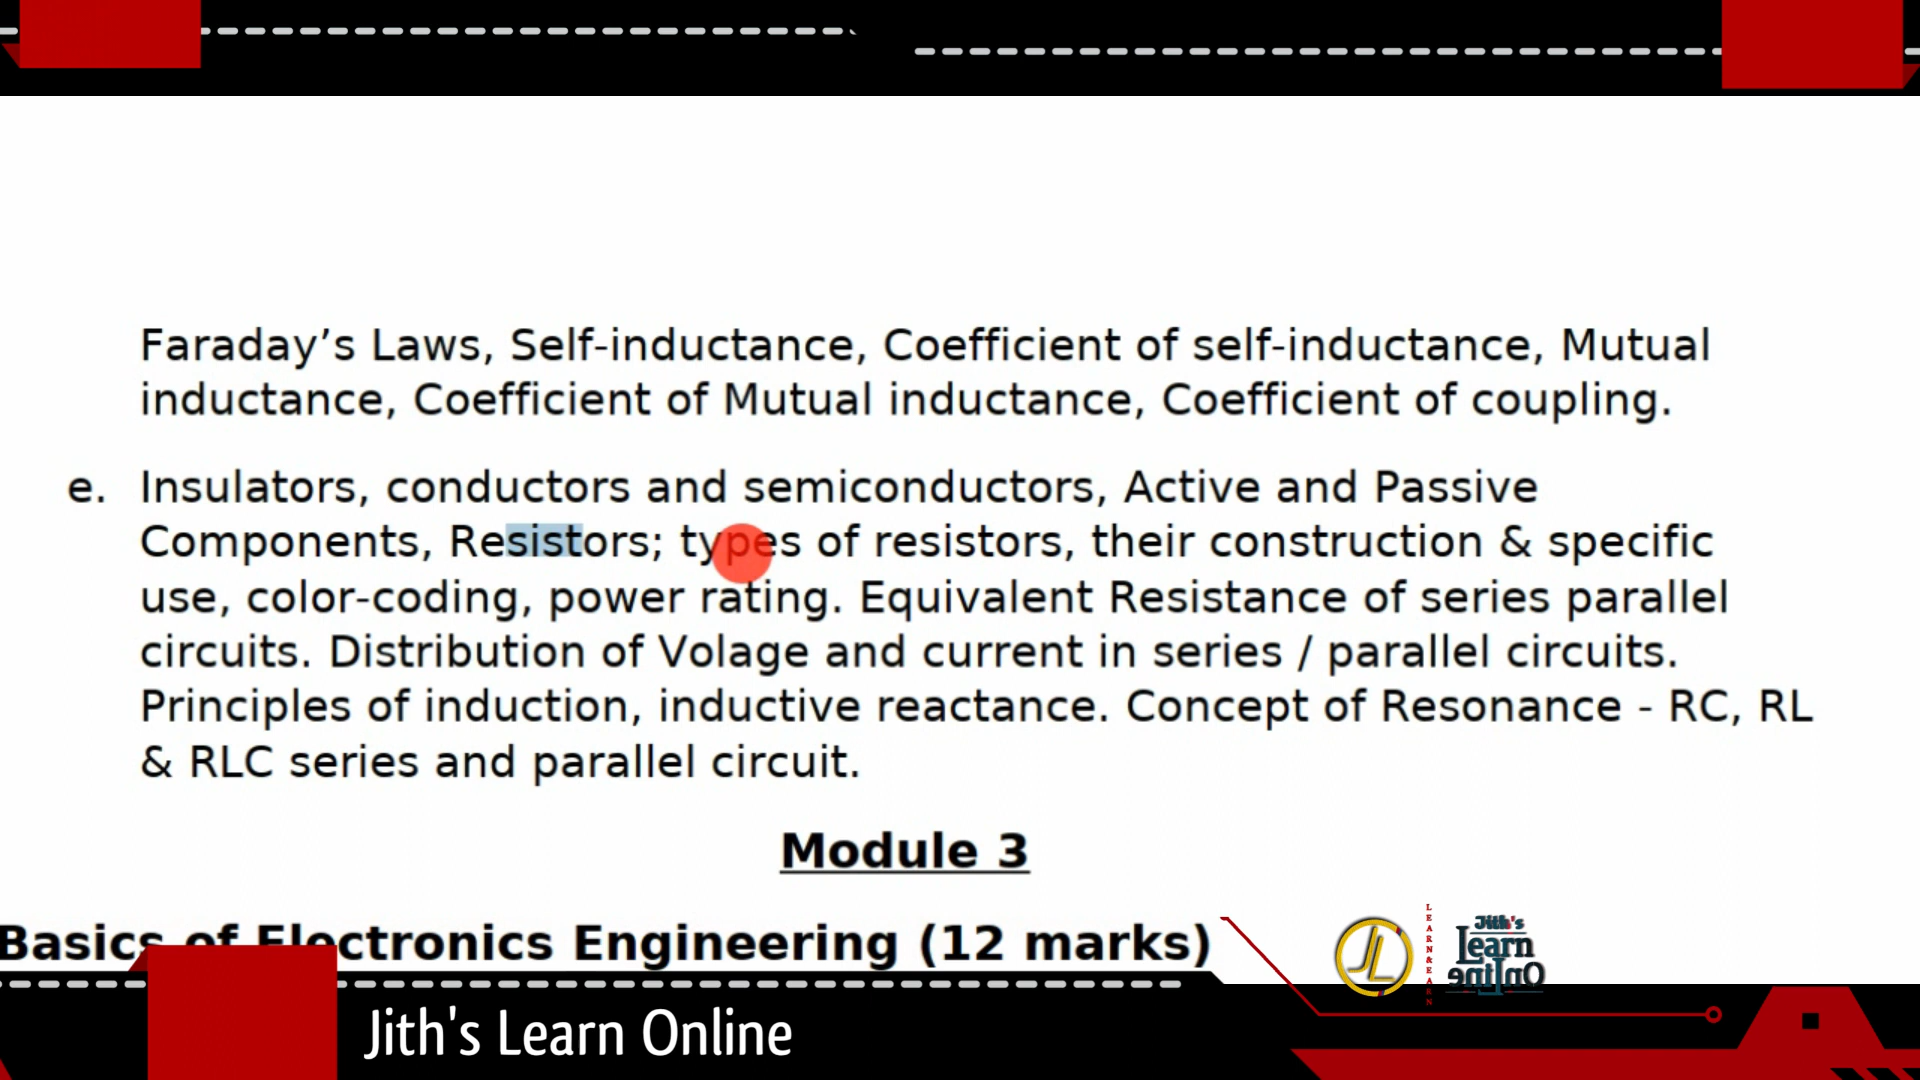 Faraday’s Laws, Self-inductance, Coefficient of self-inductance, Mutual
inductance, Coefficient of Mutual inductance, Coefficient of coupling.
e. Insulators, conductors and semiconductors, Active and Passive
Components, Resistors; types of resistors, their construction & specific
use, color-coding, power rating. Equivalent Resistance of series parallel
circuits. Distribution of Volage and current in series / parallel circuits.
Principles of induction, inductive reactance. Concept of Resonance - RC, RL
& RLC series and parallel circuit.
Module 3
Basics of Electronics Engineering (12 marks)
JL
LEARN&EARN
Jith's
Learn
OnLine
Jith's Learn Online